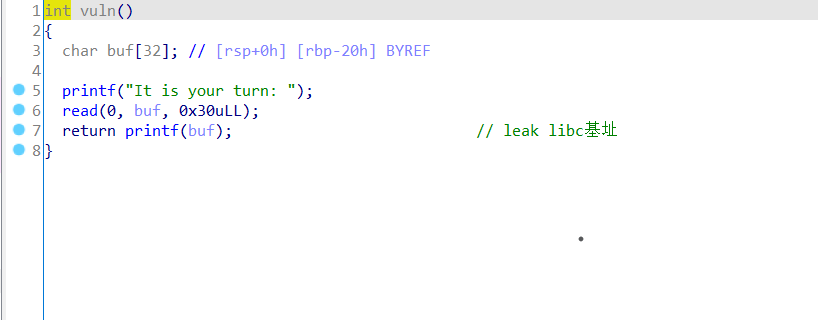 1 int vuln()
2 {
3 char buf[32]; // [rsp+0h] [rbp-20h] BYREF
4
5 printf("It is your turn: ");
6 read(0, buf, 0x30uLL);
7 return printf(buf); // leak libc基址
8 }